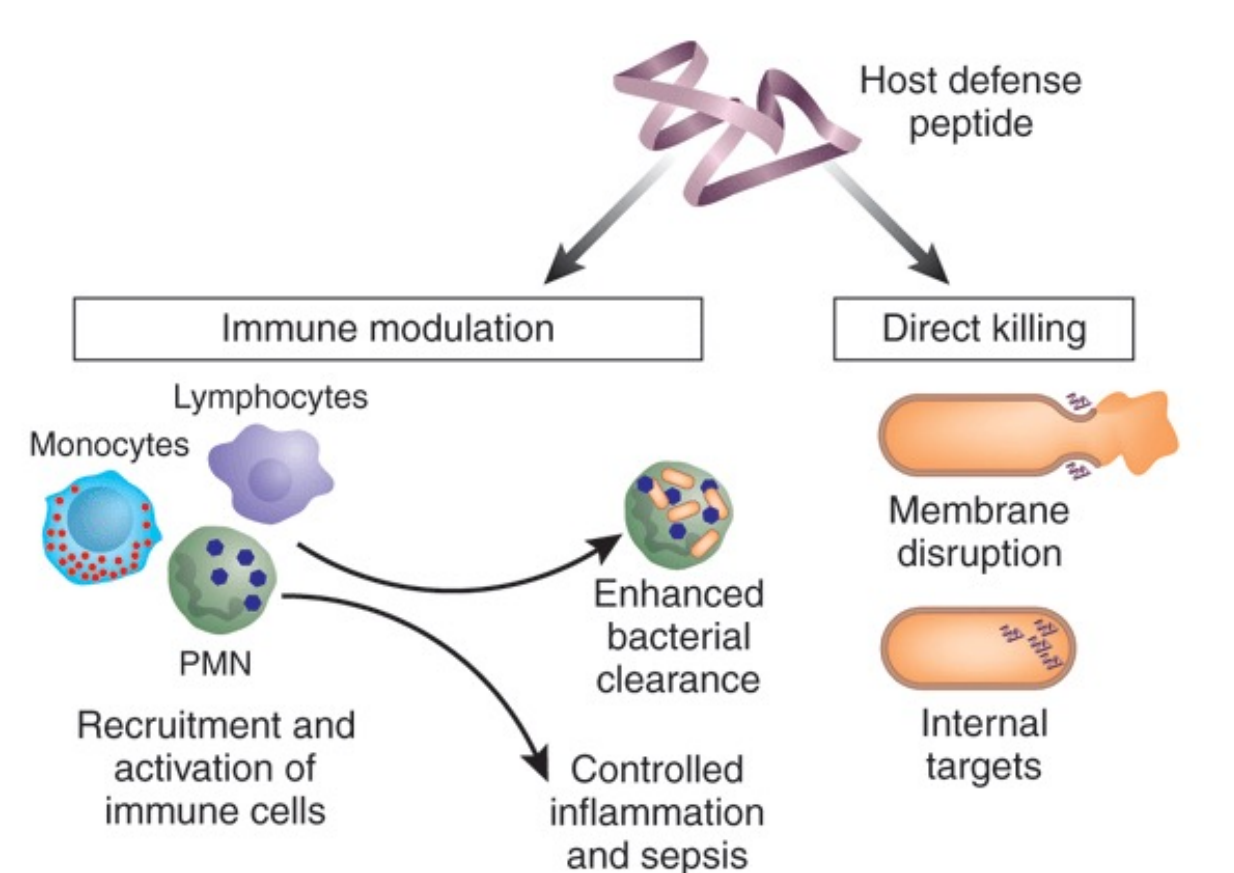 Host defense
peptide
Immune modulation
Direct killing
Lymphocytes
Monocytes
PMN
Recruitment and
activation of
immune cells
Enhanced
bacterial
clearance
Controlled
inflammation
and sepsis
Membrane
disruption
Internal
targets